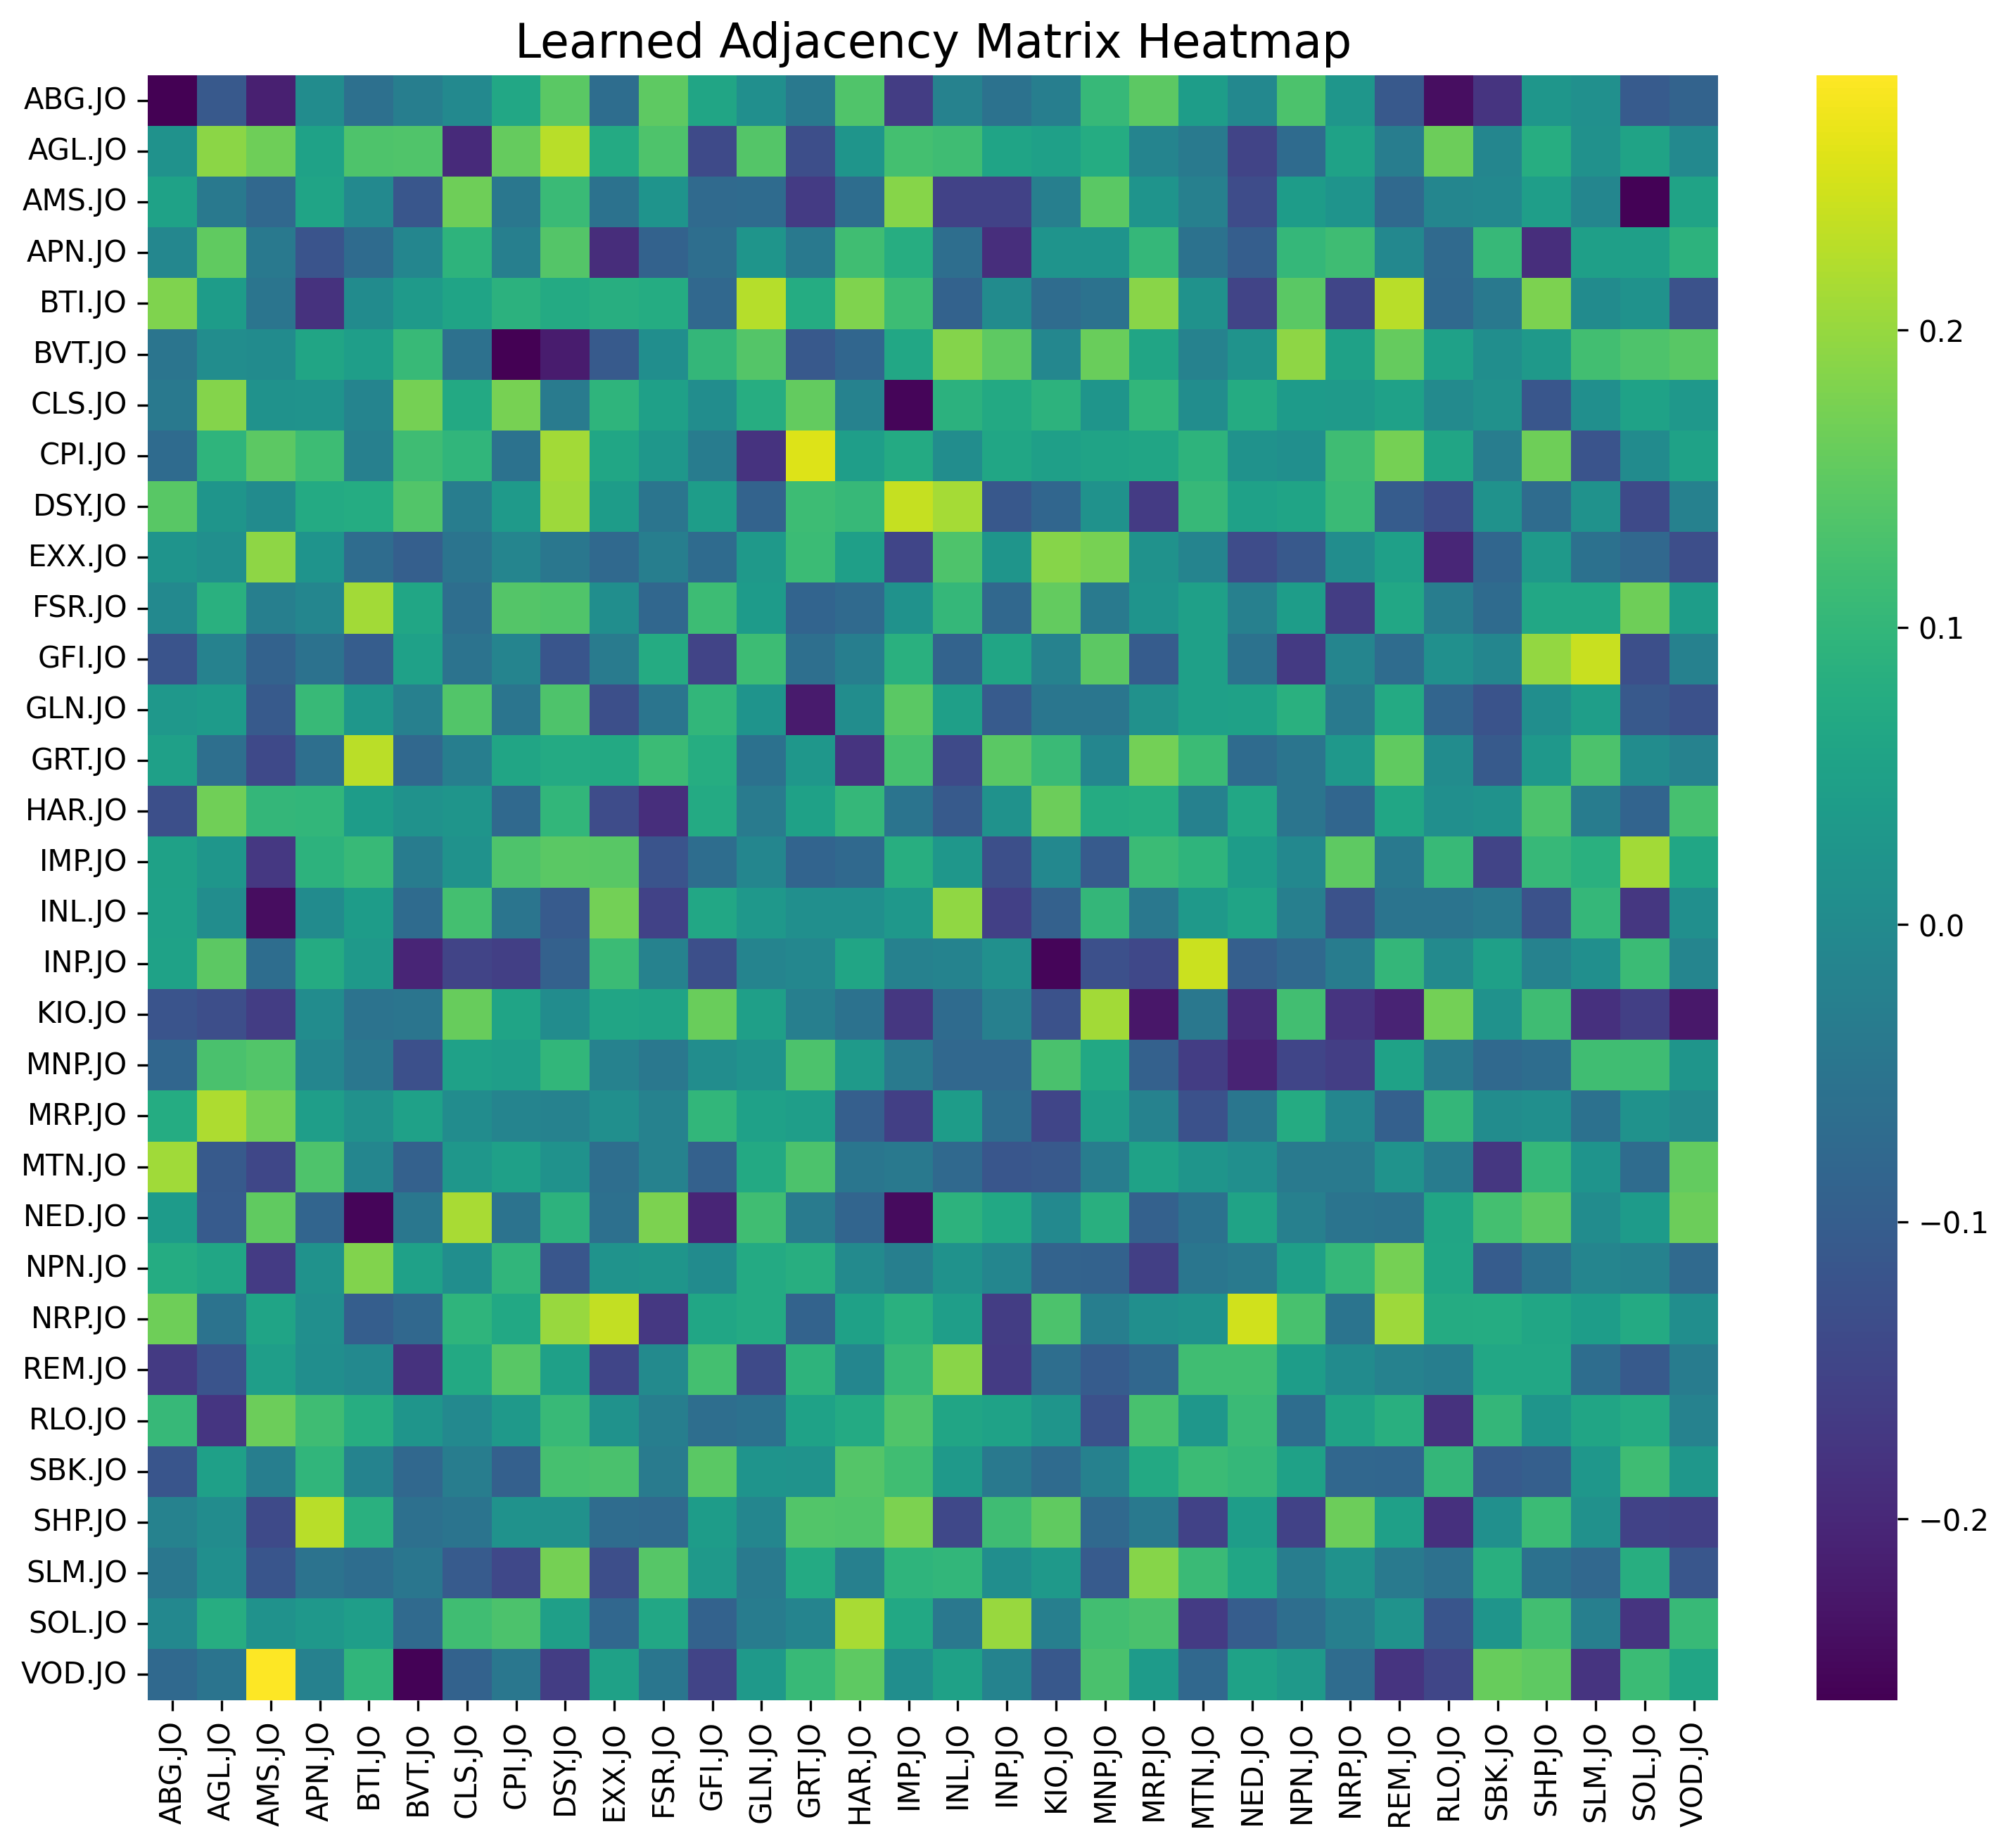 Learned Adjacency Matrix Heatmap
ABG.JO
AGL.JO
AMS.JO
APN.JO
BTI.JO
BVT.JO
CLS.JO
CPI.JO
DSY.JO
EXX.JO
FSR.JO
GFI.JO
GLN.JO
GRT.JO
HAR.JO
IMP.JO
INL.JO
INP.JO
KIO.JO
MNP.JO
MRP.JO
MTN.JO
NED.JO
NPN.JO
NRP.JO
REM.JO
RLO.JO
SBK.JO
SHP.JO
SLM.JO
SOL.JO
VOD.JO
ABG.JO
AGL.JO
AMS.JO
APN.JO
BTI.JO
BVT.JO
CLS.JO
CPI.JO
DSY.JO
EXX.JO
FSR.JO
GFI.JO
GLN.JO
GRT.JO
HAR.JO
IMP.JO
INL.JO
INP.JO
KIO.JO
MNP.JO
MRP.JO
MTN.JO
NED.JO
NPN.JO
NRP.JO
REM.JO
RLO.JO
SBK.JO
SHP.JO
SLM.JO
SOL.JO
VOD.JO
0.2
0.1
0.0
−0.1
−0.2